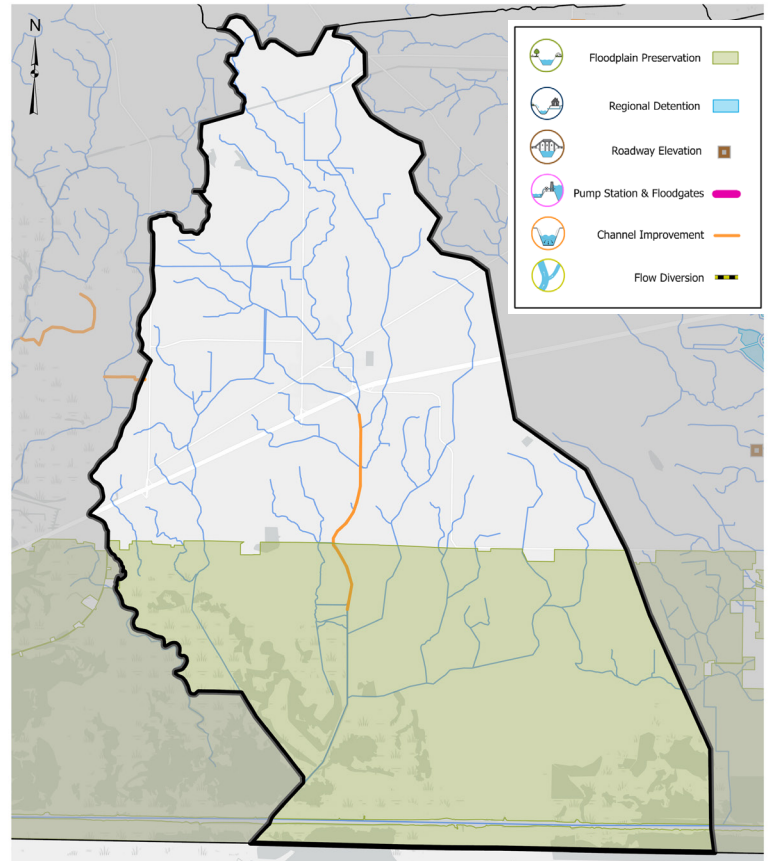 N
Floodplain Preservation
Regional Detention
Roadway Elevation
Pump Station & Floodgates
Channel Improvement
Flow Diversion